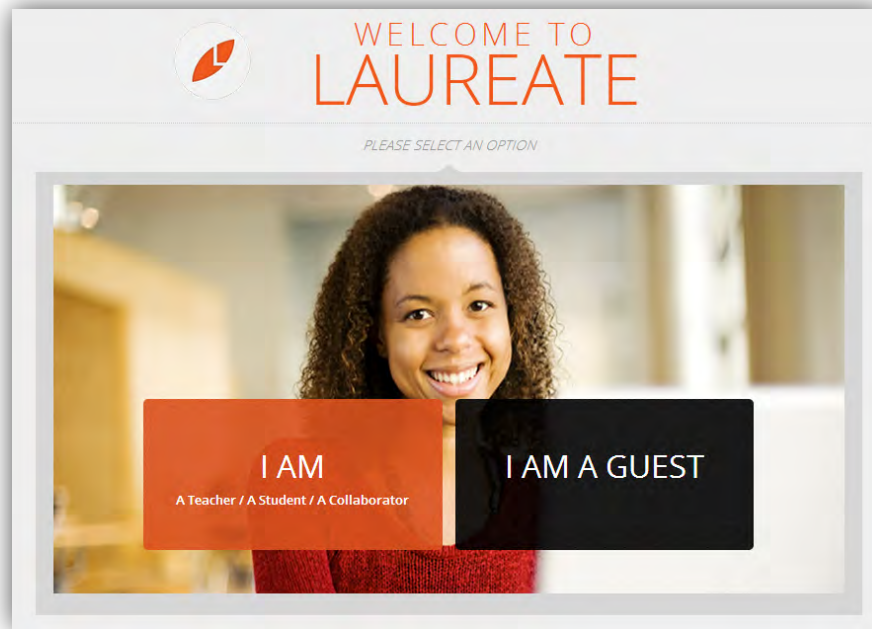 WELCOME TO
LAUREATE
PLEASE SELECT AN OPTION
I AM
A Teacher / A Student / A Collaborator
I AM A GUEST